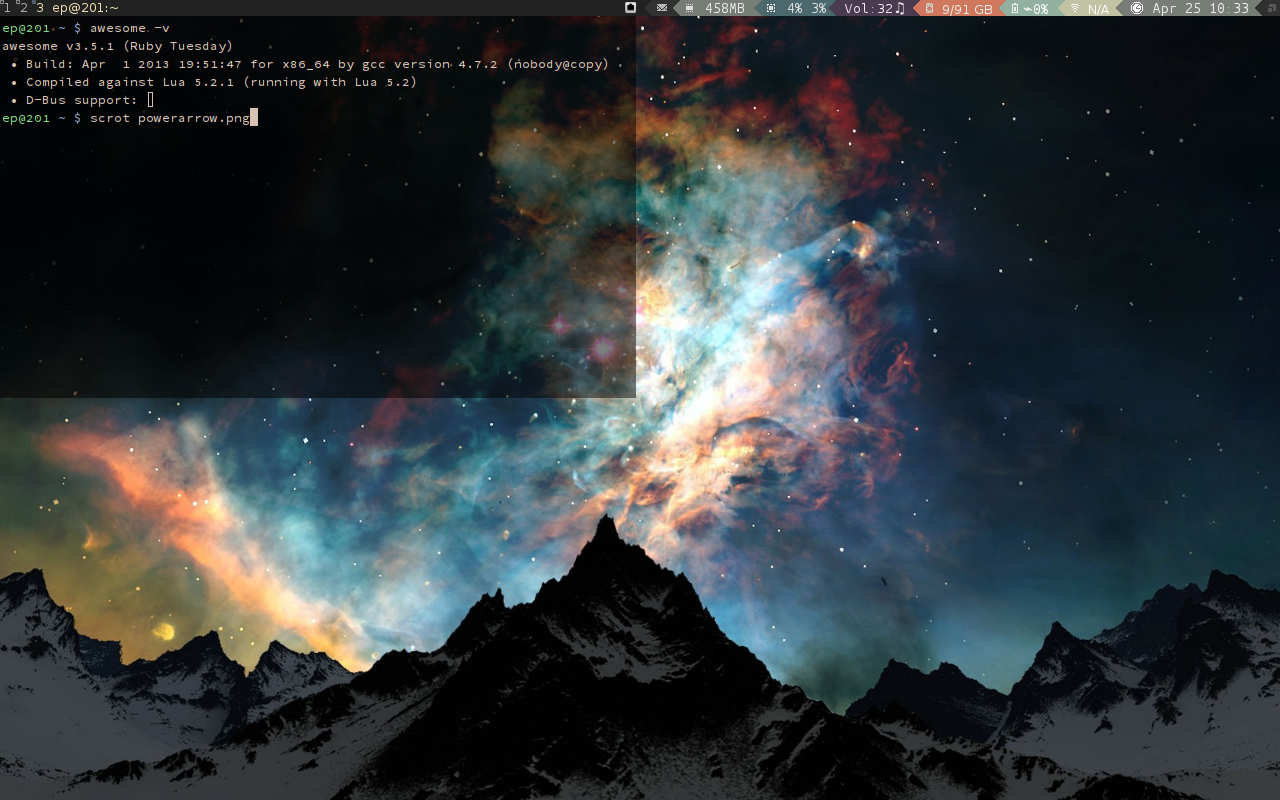 1 2 3 ep@201:~ 458MB 4% 3% Vol:32♫ 9/91 GB ⌁0% N/A Apr 25 10:33
ep@201 ~ $ awesome -v
awesome v3.5.1 (Ruby Tuesday)
• Build: Apr  1 2013 19:51:47 for x86_64 by gcc version 4.7.2 (nobody@copy)
• Compiled against Lua 5.2.1 (running with Lua 5.2)
• D-Bus support:
ep@201 ~ $ scrot powerarrow.png